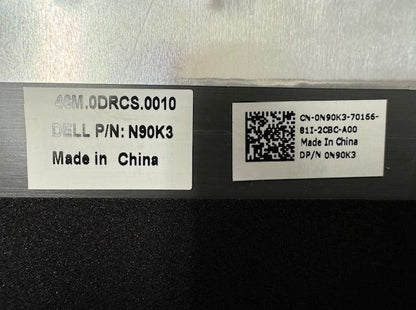 46M.0DRCS.0010
DELL P/N: N90K3
Made in China
CN-0N90K3-70166-
81I-2CBC-A00
Made In China
DP/N 0N90K3